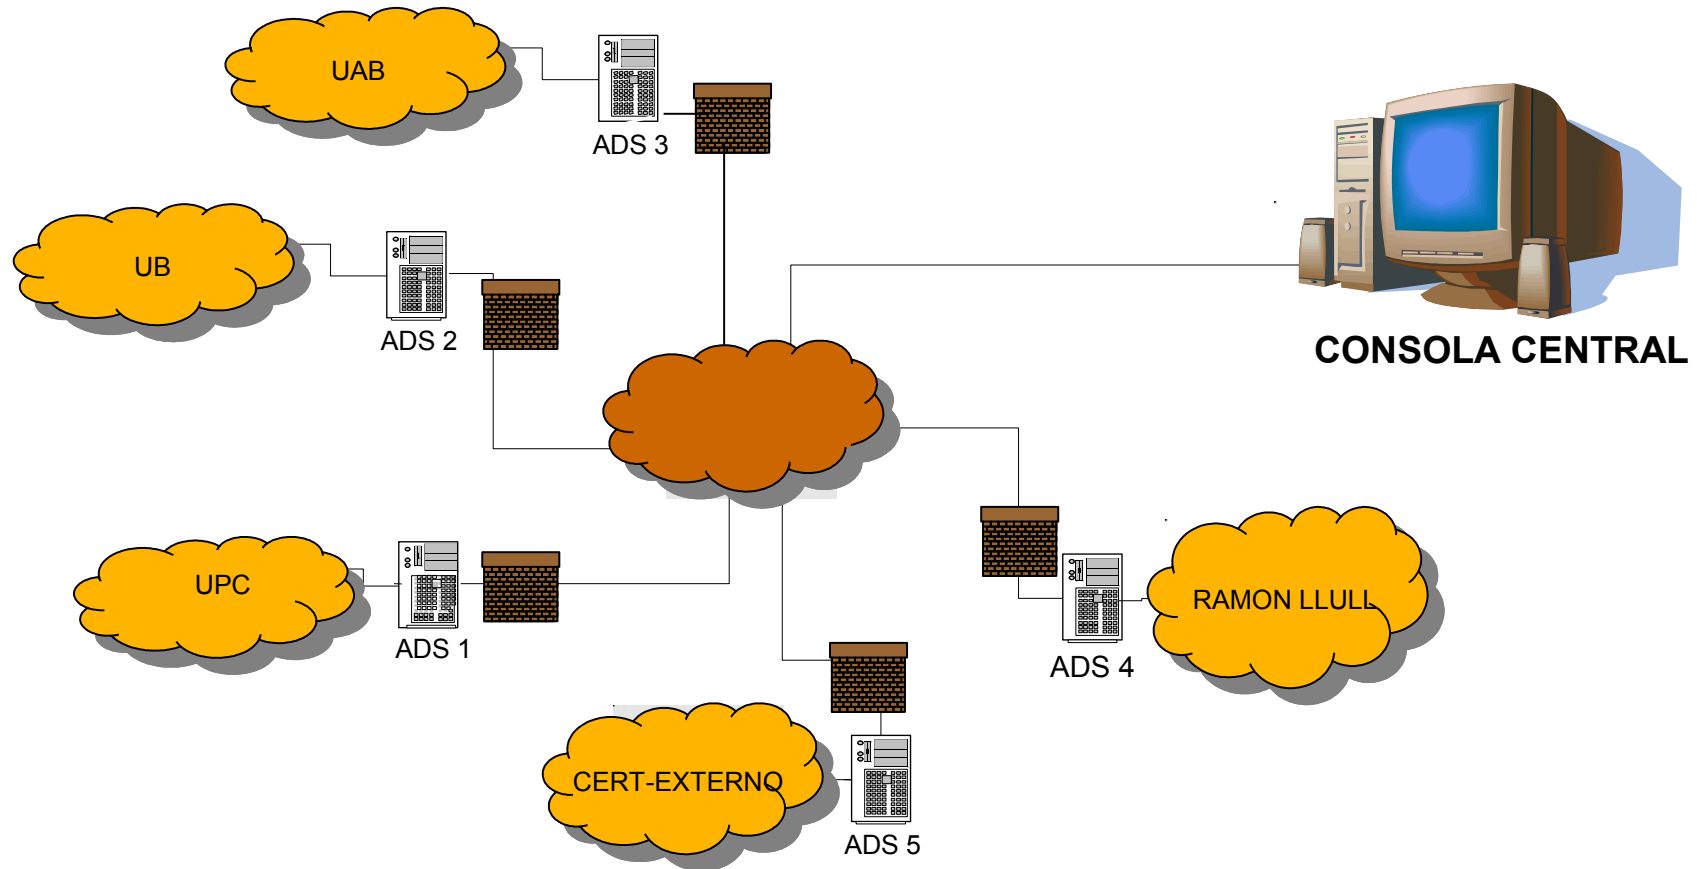 UAB
ADS 3
UB
ADS 2
CONSOLA CENTRAL
UPC
ADS 1
RAMON LLULL
ADS 4
CERT-EXTERNO
ADS 5